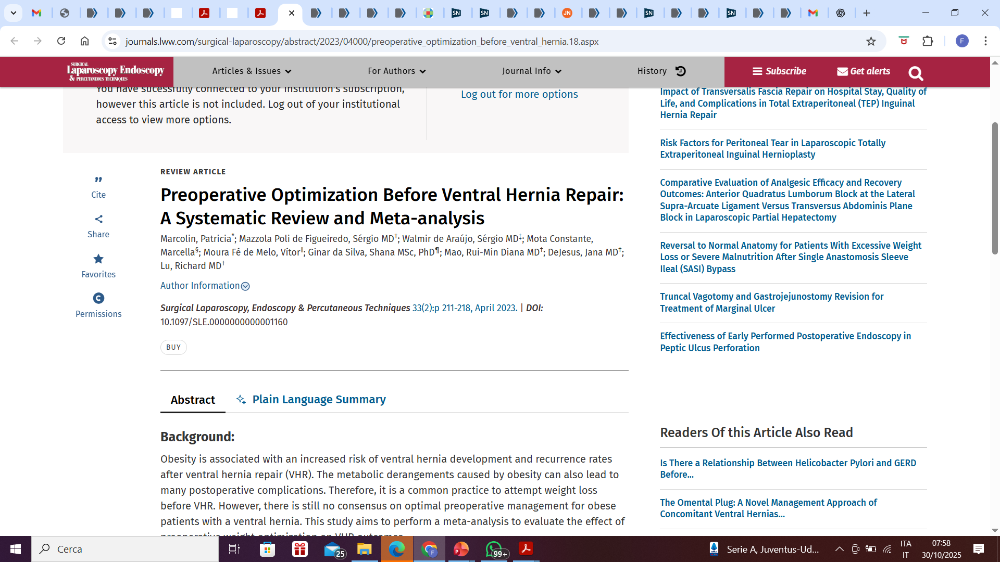 SN
SN
JN
SN
SN
journals.lww.com/surgical-laparoscopy/abstract/2023/04000/preoperative_optimization_before_ventral_hernia.18.aspx
F
SURGICAL
Laparoscopy Endoscopy
& PERCUTANEOUS TECHNIQUES
Articles & Issues
For Authors
Journal Info
History
Subscribe
Get alerts
You have sucessfully connected to your institution's subscription,
however this article is not included. Log out of your institutional
access to view more options.
Log out for more options
Cite
Share
Favorites
Permissions
REVIEW ARTICLE
Preoperative Optimization Before Ventral Hernia Repair:
A Systematic Review and Meta-analysis
Marcolin, Patricia*; Mazzola Poli de Figueiredo, Sérgio MD†; Walmir de Araújo, Sérgio MD‡; Mota Constante,
Marcella§; Moura Fé de Melo, Vítor∥; Ginar da Silva, Shana MSc, PhD¶; Mao, Rui-Min Diana MD†; DeJesus, Jana MD†;
Lu, Richard MD†
Author Information
Surgical Laparoscopy, Endoscopy & Percutaneous Techniques 33(2):p 211-218, April 2023. | DOI:
10.1097/SLE.0000000000001160
BUY
Abstract
Plain Language Summary
Background:
Obesity is associated with an increased risk of ventral hernia development and recurrence rates
after ventral hernia repair (VHR). The metabolic derangements caused by obesity can also lead to
many postoperative complications. Therefore, it is a common practice to attempt weight loss
before VHR. However, there is still no consensus on optimal preoperative management for obese
patients with a ventral hernia. This study aims to perform a meta-analysis to evaluate the effect of
preoperative weight optimization on VHR outcomes.
Impact of Transversalis Fascia Repair on Hospital Stay, Quality of
Life, and Complications in Total Extraperitoneal (TEP) Inguinal
Hernia Repair
Risk Factors for Peritoneal Tear in Laparoscopic Totally
Extraperitoneal Inguinal Hernioplasty
Comparative Evaluation of Analgesic Efficacy and Recovery
Outcomes: Anterior Quadratus Lumborum Block at the Lateral
Supra-Arcuate Ligament Versus Transversus Abdominis Plane
Block in Laparoscopic Partial Hepatectomy
Reversal to Normal Anatomy for Patients With Excessive Weight
Loss or Severe Malnutrition After Single Anastomosis Sleeve
Ileal (SASI) Bypass
Truncal Vagotomy and Gastrojejunostomy Revision for
Treatment of Marginal Ulcer
Effectiveness of Early Performed Postoperative Endoscopy in
Peptic Ulcus Perforation
Readers Of this Article Also Read
Is There a Relationship Between Helicobacter Pylori and GERD
Before...
The Omental Plug: A Novel Management Approach of
Concomitant Ventral Hernias...
Cerca
25
F
99+
Serie A, Juventus-Ud...
ITA
IT
07:58
30/10/2025